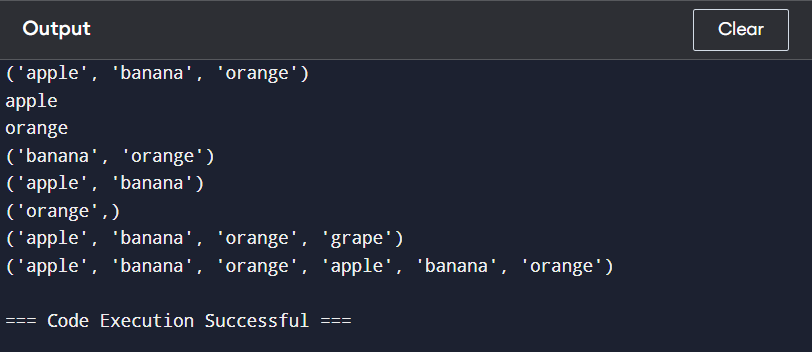 Output
Clear
('apple', 'banana', 'orange')
apple
orange
('banana', 'orange')
('apple', 'banana')
('orange',)
('apple', 'banana', 'orange', 'grape')
('apple', 'banana', 'orange', 'apple', 'banana', 'orange')
=== Code Execution Successful ===